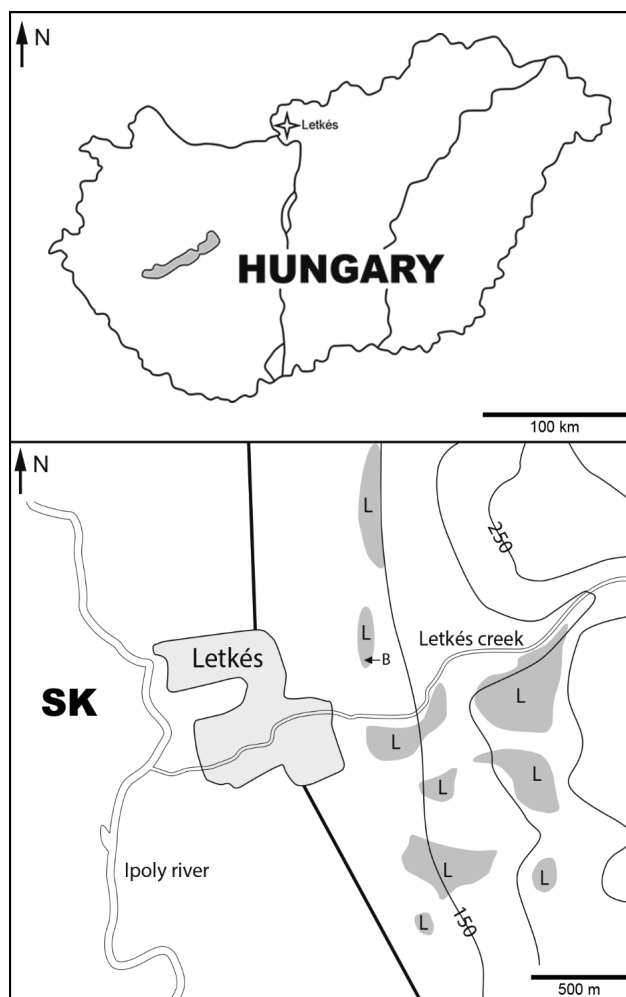 N
Letkés
HUNGARY
100 km
N
L
250
L
Letkés creek
B
Letkés
L
SK
L
L
L
Ipoly river
L
L
150
L
500 m